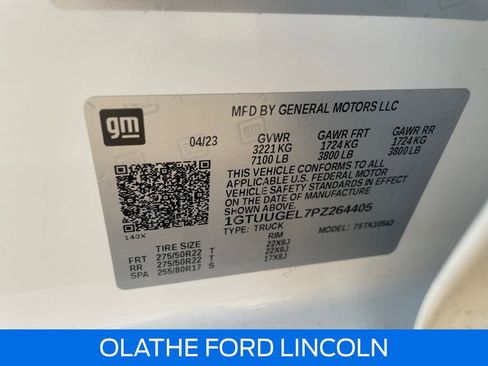 gm
MFD BY GENERAL MOTORS LLC
04/23 GVWR GAWR FRT GAWR RR
3221 KG 1724 KG 1724 KG
7100 LB 3800 LB 3800 LB
THIS VEHICLE CONFORMS TO ALL
APPLICABLE U.S. FEDERAL MOTOR
VEHICLE SAFETY STANDARDS IN
EFFECT ON THE DATE OF
MANUFACTURE SHOWN ABOVE.
1GTUUGEL7PZ264405
TYPE: TRUCK MODEL: 7STK10543
140X
TIRE SIZE RIM
FRT 275/50R22 T 22X9J
RR 275/50R22 T 22X9J
SPA 255/80R17 S 17X8J
OLATHE FORD LINCOLN